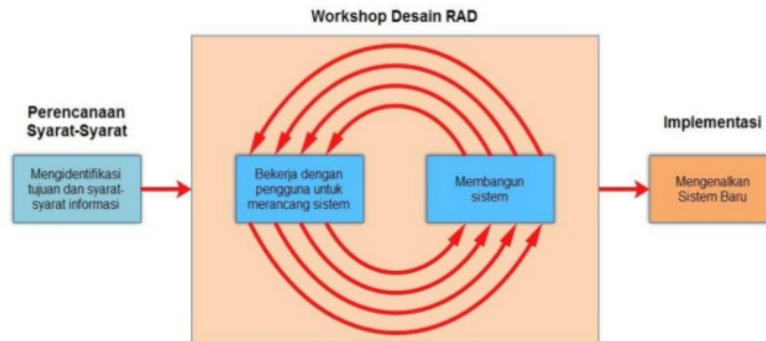 Workshop Desain RAD
Perencanaan
Syarat-Syarat
Mengidentifikasi
tujuan dan syarat-
syarat informasi
Bekerja dengan
pengguna untuk
merancang sistem
Membangun
sistem
Implementasi
Mengenalkan
Sistem Baru